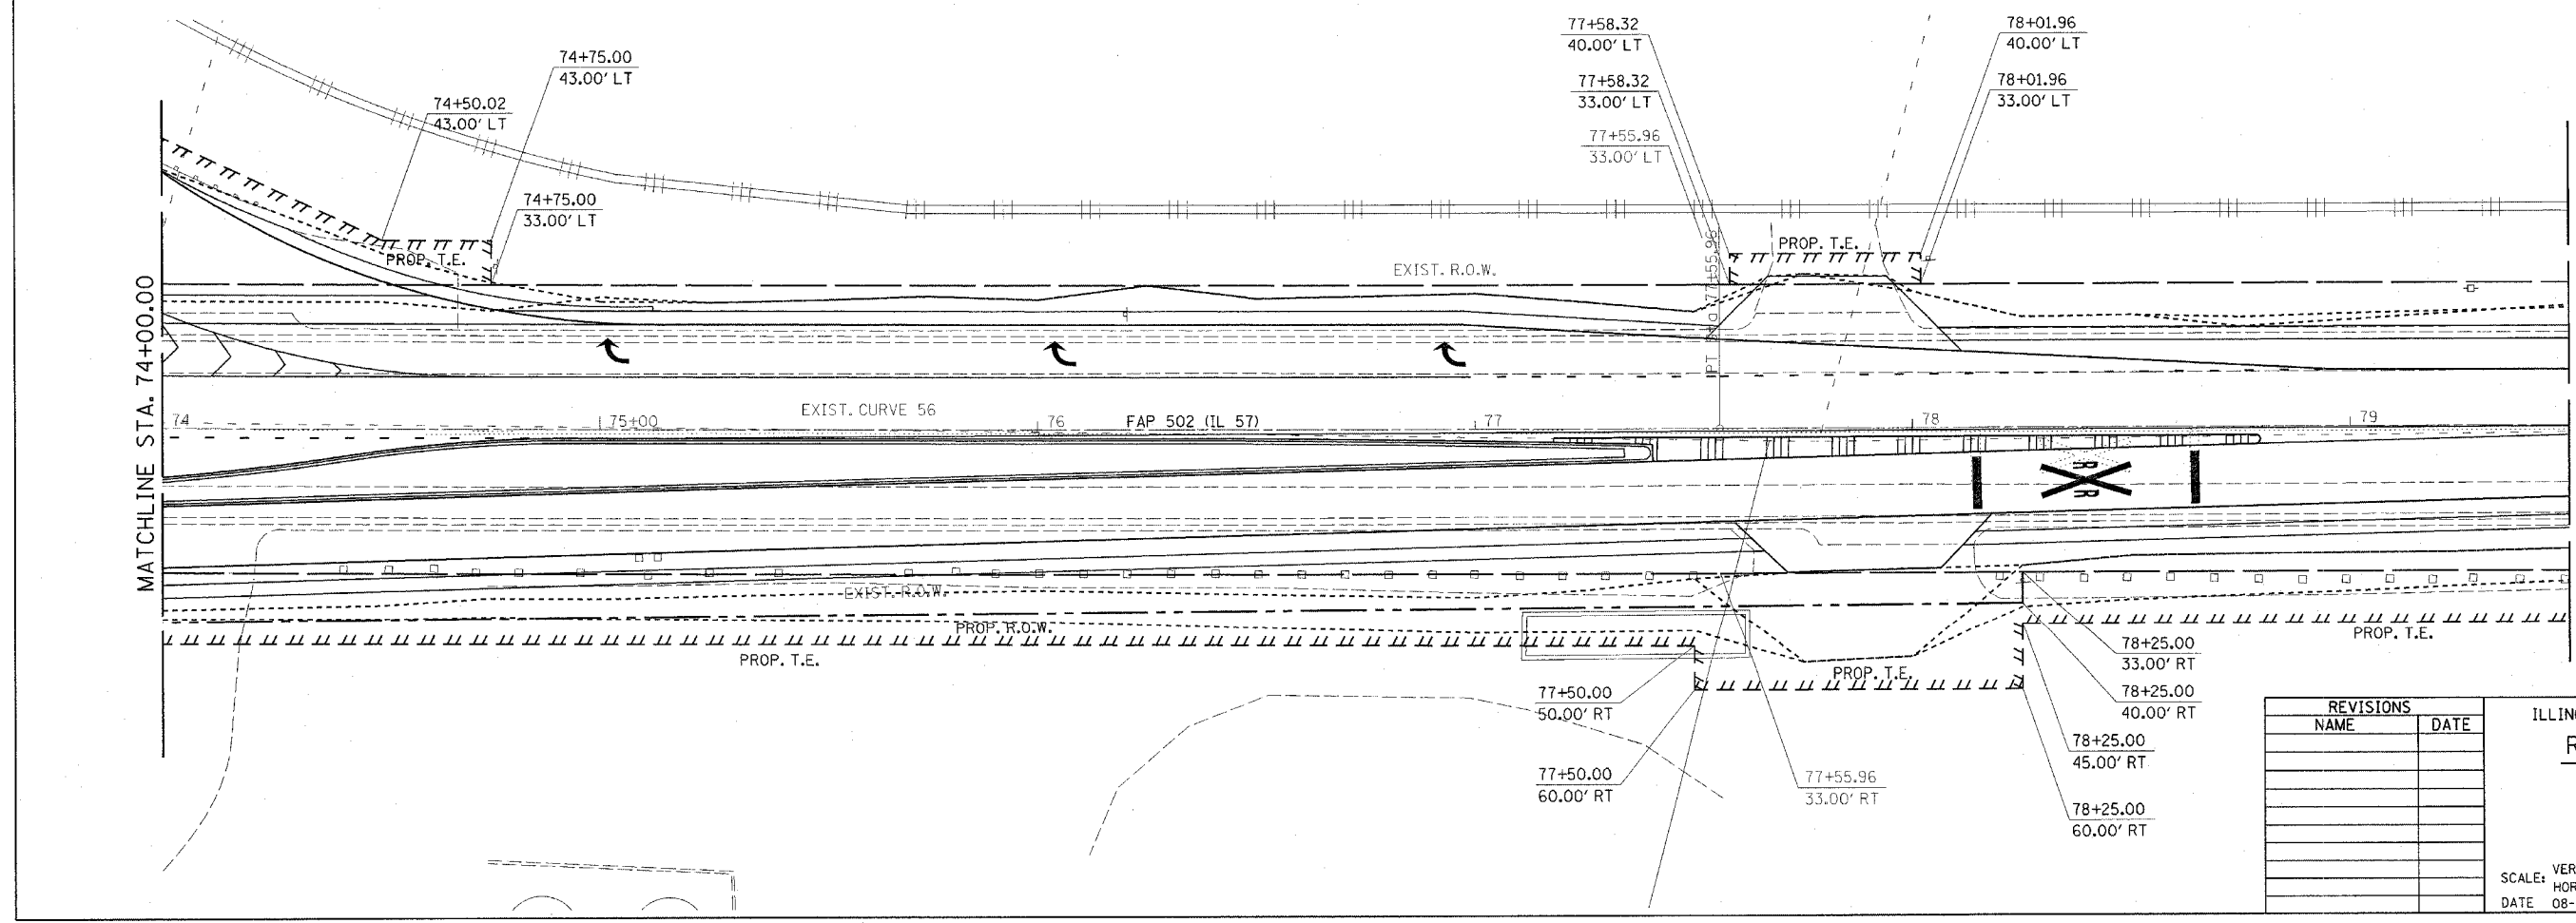 77+58.32
40.00' LT
78+01.96
40.00' LT
74+75.00
43.00' LT
77+58.32
33.00' LT
78+01.96
33.00' LT
74+50.02
43.00' LT
77+55.96
33.00' LT
74+75.00
33.00' LT
PROP. T.E.
PROP. T.E.
EXIST. R.O.W.
MATCHLINE STA. 74+00.00
74
75+00
EXIST. CURVE 56
76
FAP 502 (IL 57)
77
78
79
R
R
EXIST. R.O.W.
PROP. R.O.W.
PROP. T.E.
PROP. T.E.
PROP. T.E.
78+25.00
33.00' RT
77+50.00
50.00' RT
78+25.00
40.00' RT
78+25.00
45.00' RT
77+50.00
60.00' RT
77+55.96
33.00' RT
78+25.00
60.00' RT
REVISIONS
NAME DATE
SCALE:
DATE 08-